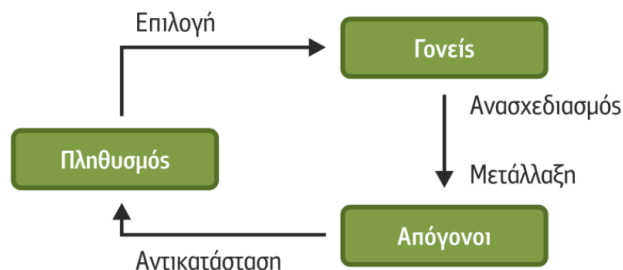 Επιλογή
Γονείς
Ανασχεδιασμός
Πληθυσμός
Μετάλλαξη
Απόγονοι
Αντικατάσταση